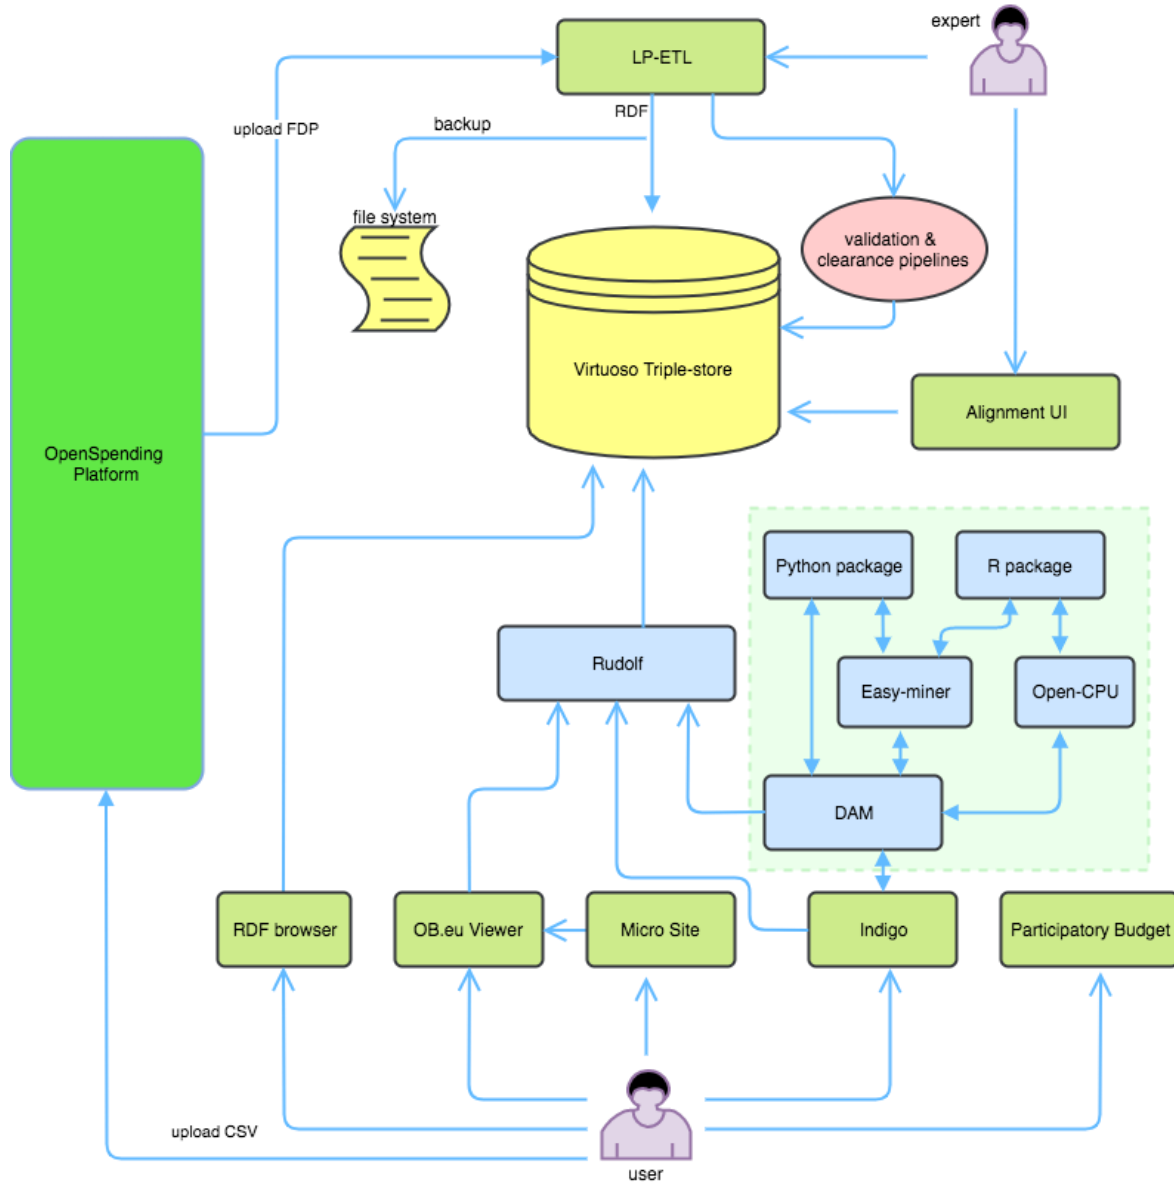 expert
LP-ETL
RDF
backup
upload FDP
file system
validation &
clearance pipelines
Virtuoso Triple-store
Alignment UI
OpenSpending
Platform
Python package
R package
Rudolf
Easy-miner
Open-CPU
DAM
RDF browser
OB.eu Viewer
Micro Site
Indigo
Participatory Budget
upload CSV
user